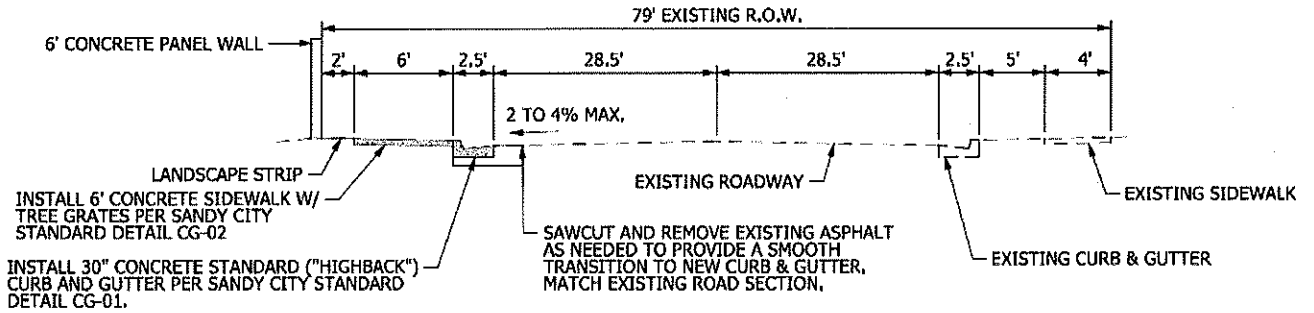 79' EXISTING R.O.W.
6' CONCRETE PANEL WALL
2' 6' 2.5' 28.5' 28.5' 2.5' 5' 4'
2 TO 4% MAX.
LANDSCAPE STRIP
INSTALL 6' CONCRETE SIDEWALK W/
TREE GRATES PER SANDY CITY
STANDARD DETAIL CG-02
INSTALL 30" CONCRETE STANDARD ("HIGHBACK")
CURB AND GUTTER PER SANDY CITY STANDARD
DETAIL CG-01.
SAWCUT AND REMOVE EXISTING ASPHALT
AS NEEDED TO PROVIDE A SMOOTH
TRANSITION TO NEW CURB & GUTTER,
MATCH EXISTING ROAD SECTION.
EXISTING ROADWAY
EXISTING SIDEWALK
EXISTING CURB & GUTTER